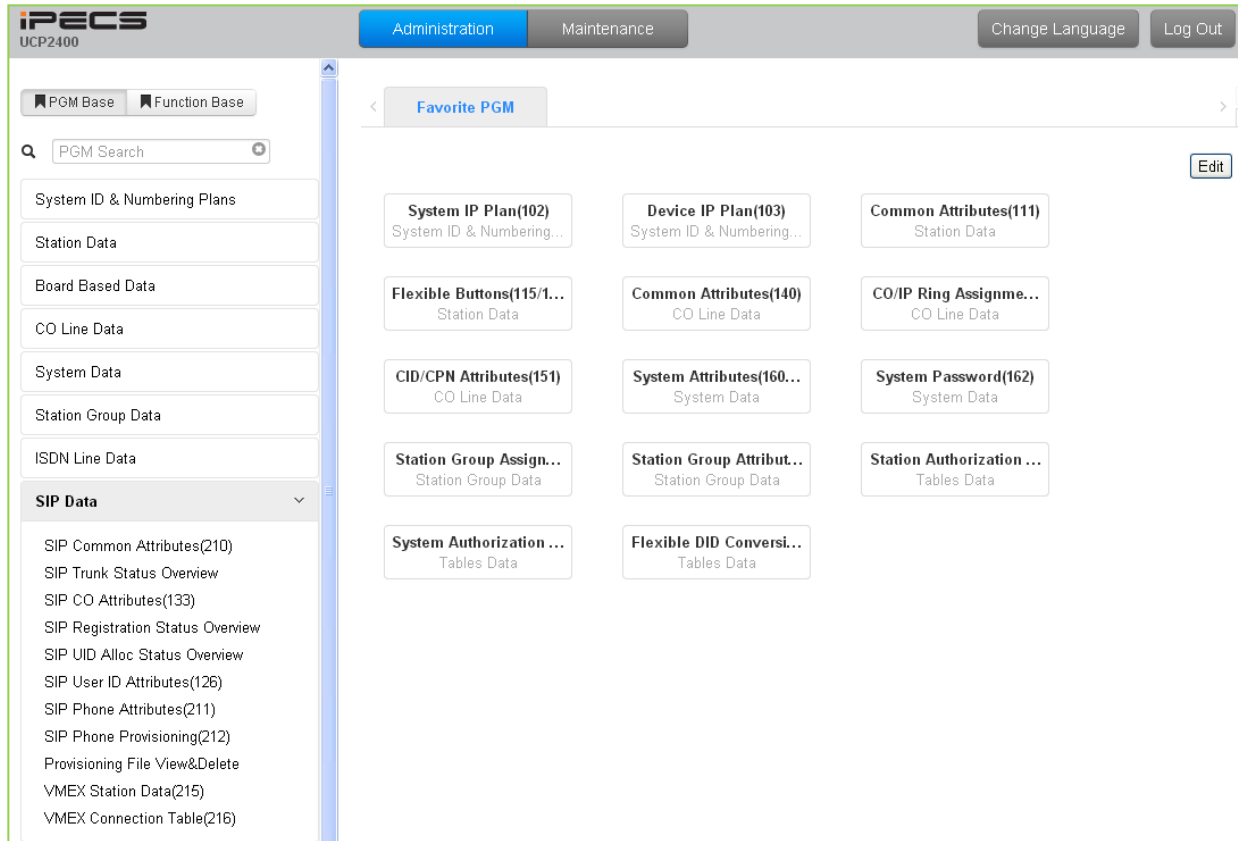 iPECS
UCP2400
Administration
Maintenance
Change Language
Log Out
PGM Base
Function Base
PGM Search
System ID & Numbering Plans
Station Data
Board Based Data
CO Line Data
System Data
Station Group Data
ISDN Line Data
SIP Data
SIP Common Attributes(210)
SIP Trunk Status Overview
SIP CO Attributes(133)
SIP Registration Status Overview
SIP UID Alloc Status Overview
SIP User ID Attributes(126)
SIP Phone Attributes(211)
SIP Phone Provisioning(212)
Provisioning File View&Delete
VMEX Station Data(215)
VMEX Connection Table(216)
Favorite PGM
Edit
System IP Plan(102)
System ID & Numbering...
Device IP Plan(103)
System ID & Numbering...
Common Attributes(111)
Station Data
Flexible Buttons(115/1...
Station Data
Common Attributes(140)
CO Line Data
CO/IP Ring Assignme...
CO Line Data
CID/CPN Attributes(151)
CO Line Data
System Attributes(160...
System Data
System Password(162)
System Data
Station Group Assign...
Station Group Data
Station Group Attribut...
Station Group Data
Station Authorization ...
Tables Data
System Authorization ...
Tables Data
Flexible DID Conversi...
Tables Data